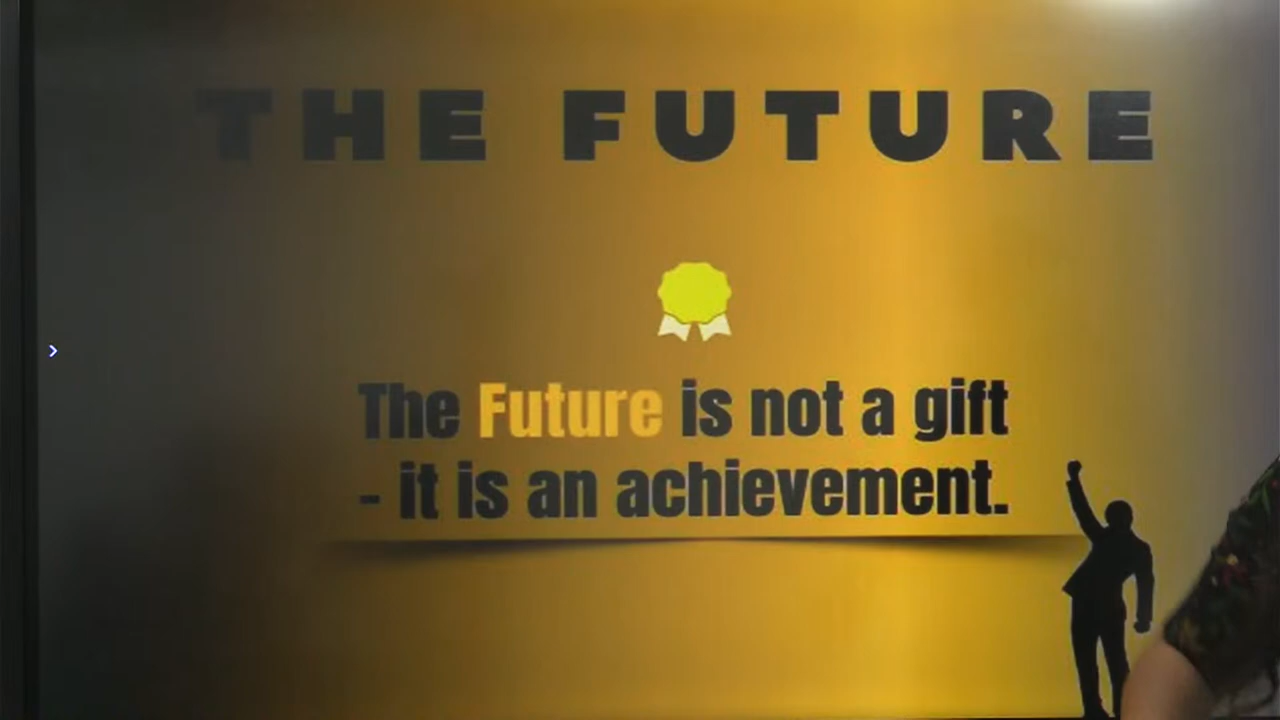 THE FUTURE
The Future is not a gift
- it is an achievement.